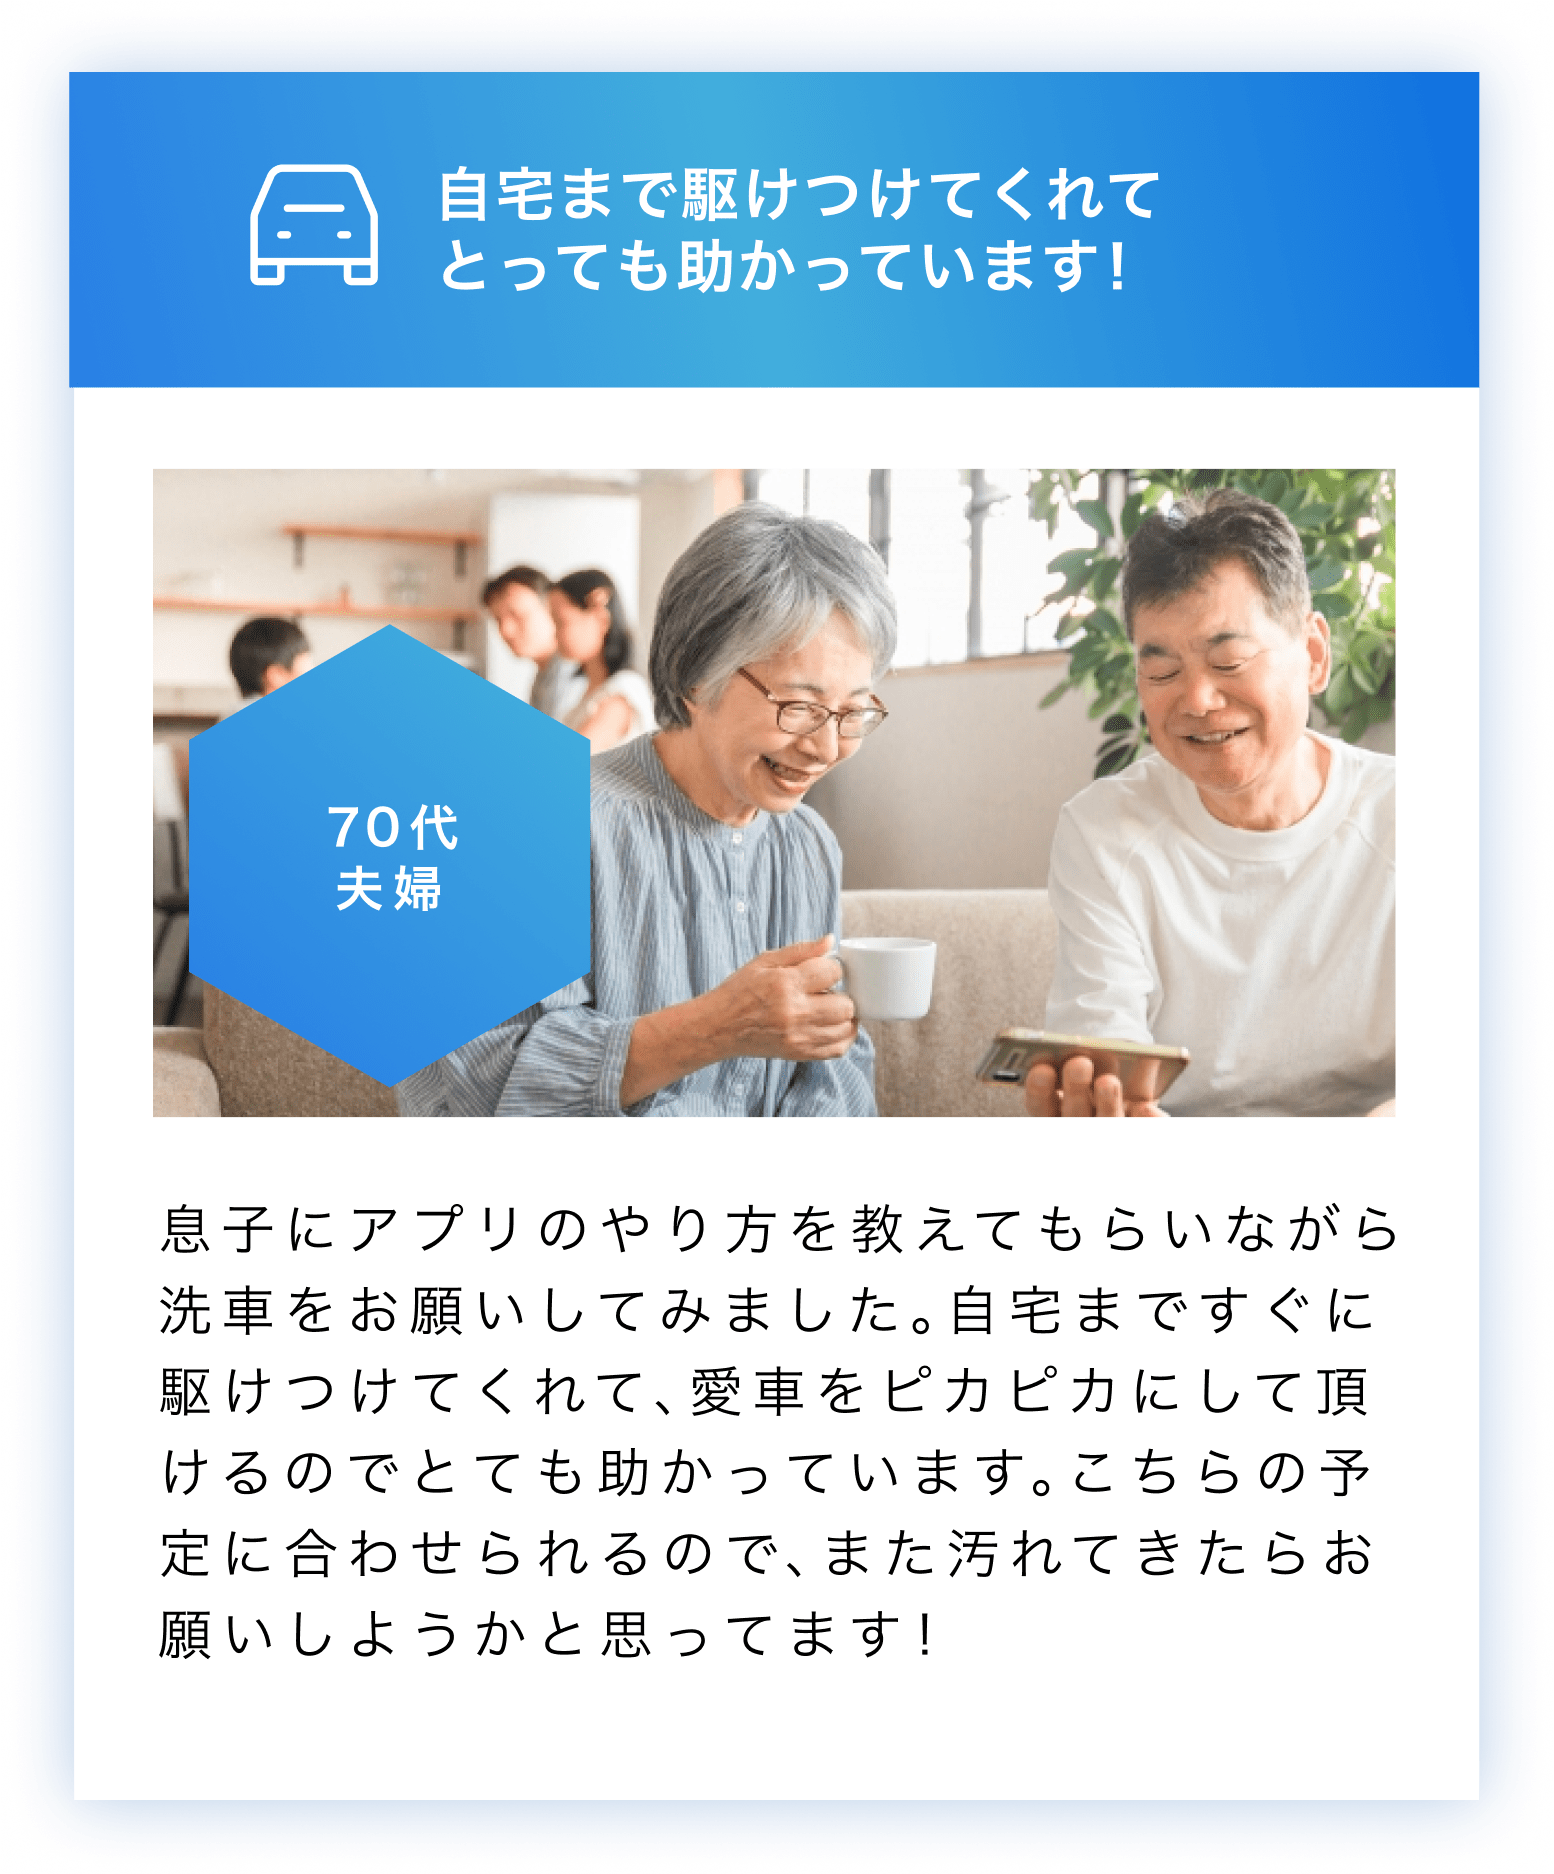 自宅まで駆けつけてくれて
とっても助かっています!
70代
夫婦
息子にアプリのやり方を教えてもらいながら
洗車をお願いしてみました。自宅まですぐに
駆けつけてくれて、愛車をピカピカにして頂
けるのでとても助かっています。こちらの予
定に合わせられるので、また汚れてきたらお
願いしようかと思ってます!